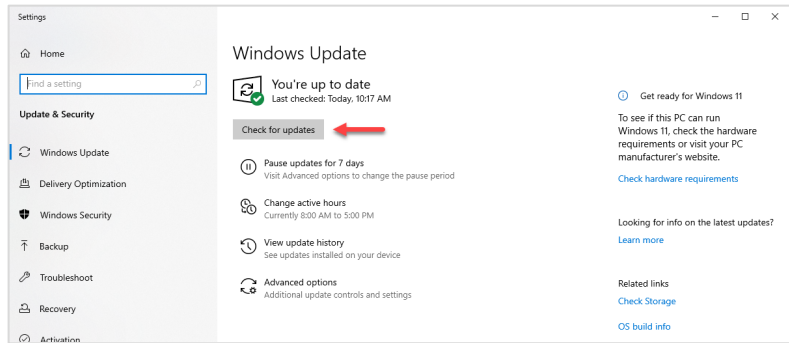 Settings
Home
Find a setting
Update & Security
Windows Update
Delivery Optimization
Windows Security
Backup
Troubleshoot
Recovery
Activation
Windows Update
You're up to date
Last checked: Today, 10:17 AM
Check for updates
Pause updates for 7 days
Visit Advanced options to change the pause period
Change active hours
Currently 8:00 AM to 5:00 PM
View update history
See updates installed on your device
Advanced options
Additional update controls and settings
Get ready for Windows 11
To see if this PC can run
Windows 11, check the hardware
requirements or visit your PC
manufacturer's website.
Check hardware requirements
Looking for info on the latest updates?
Learn more
Related links
Check Storage
OS build info